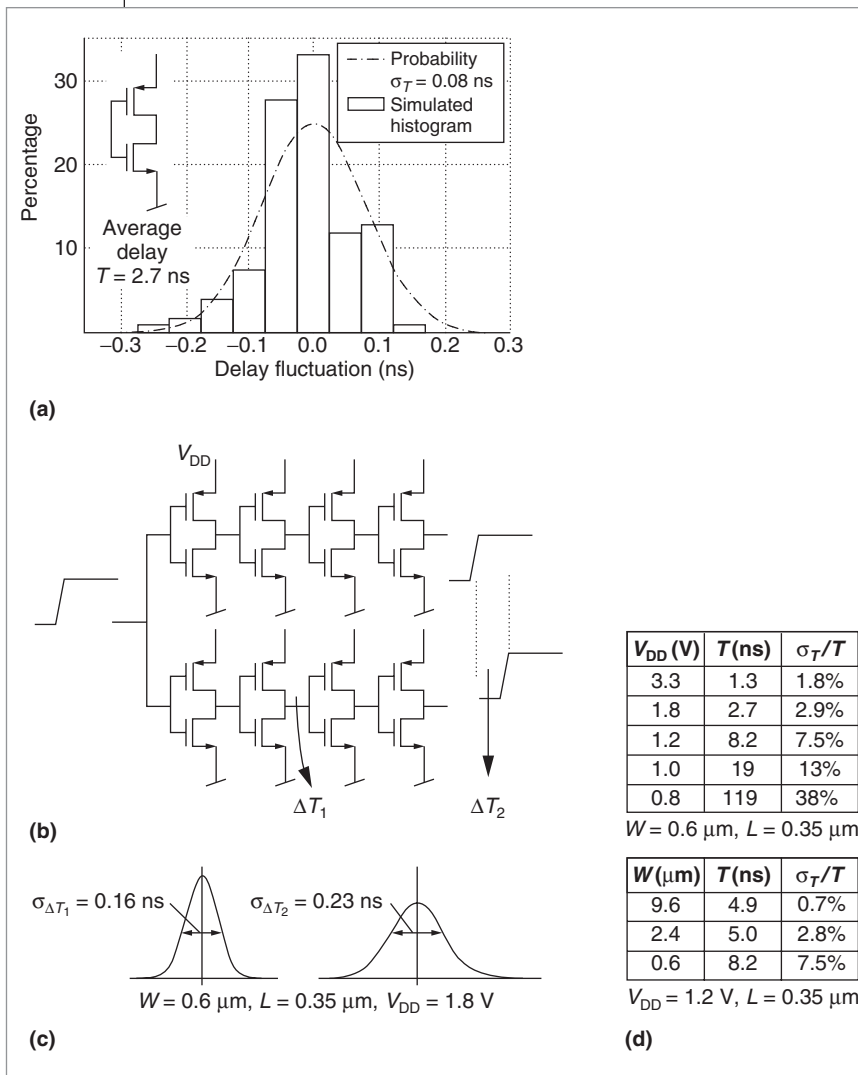 Percentage
30
20
10
Probability
σT = 0.08 ns
Simulated
histogram
Average
delay
T = 2.7 ns
−0.3 −0.2 −0.1 0.0 0.1 0.2 0.3
Delay fluctuation (ns)
(a)
VDD
ΔT1
ΔT2
(b)
σΔT1 = 0.16 ns
σΔT2 = 0.23 ns
W = 0.6 μm, L = 0.35 μm, VDD = 1.8 V
(c)
VDD (V) T (ns) σT/T
3.3 1.3 1.8%
1.8 2.7 2.9%
1.2 8.2 7.5%
1.0 19 13%
0.8 119 38%
W = 0.6 μm, L = 0.35 μm
W (μm) T (ns) σT/T
9.6 4.9 0.7%
2.4 5.0 2.8%
0.6 8.2 7.5%
VDD = 1.2 V, L = 0.35 μm
(d)